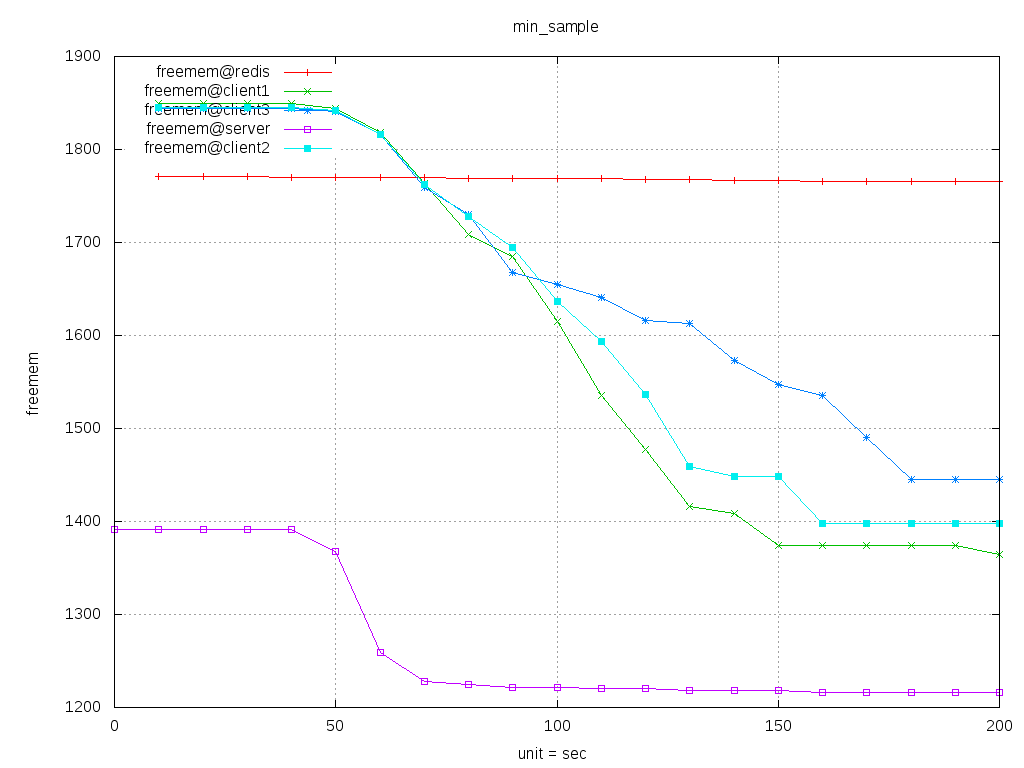 min_sample
1900
freemem@redis
freemem@client1
freemem@client3
freemem@server
freemem@client2
1800
1700
1600
1500
1400
1300
1200
freemem
0 50 100 150 200
unit = sec